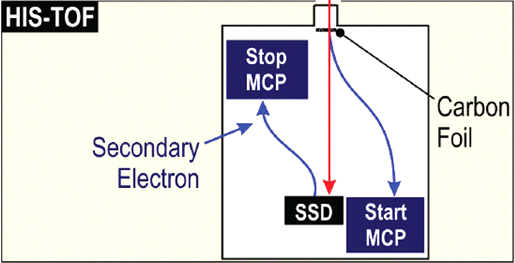 HIS-TOF
Stop
MCP
Carbon
Foil
Secondary
Electron
SSD
Start
MCP